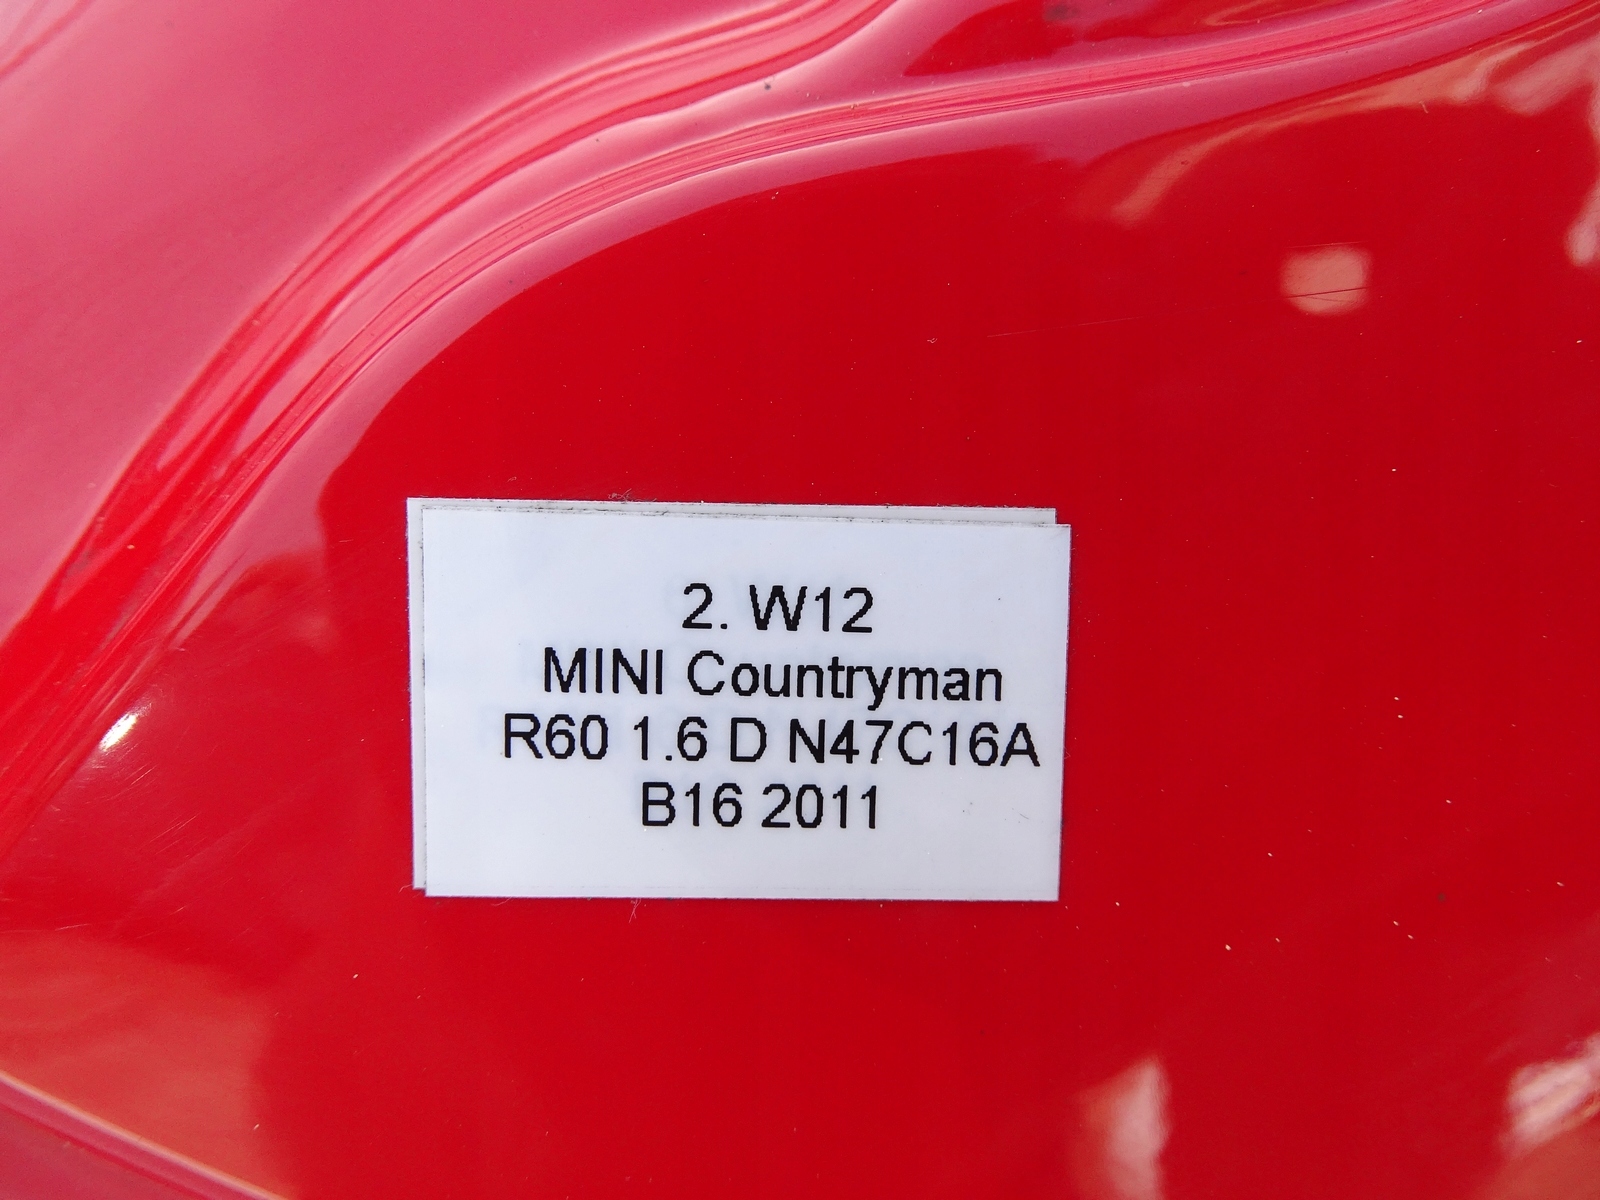 2. W12
MINI Countryman
R60 1.6 D N47C16A
B16 2011